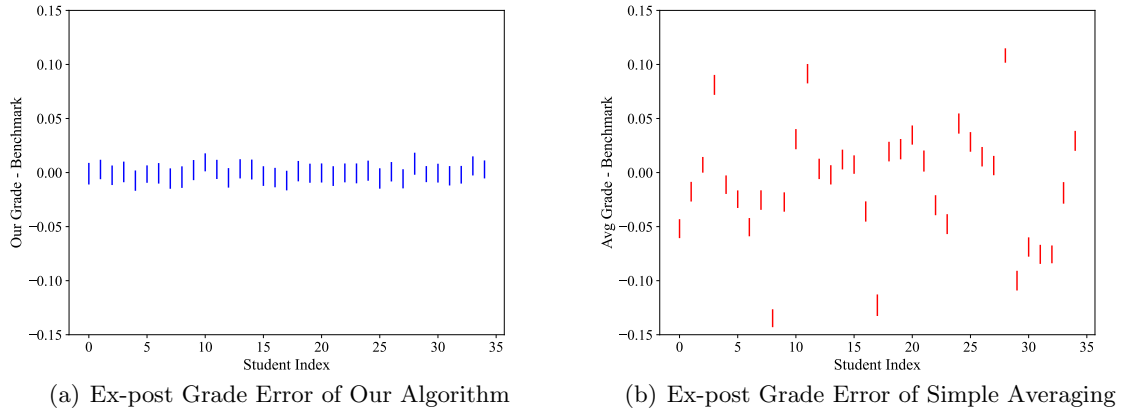 0.15
0.10
0.05
0.00
−0.05
−0.10
−0.15
Our Grade - Benchmark
0 5 10 15 20 25 30 35
Student Index
(a) Ex-post Grade Error of Our Algorithm
0.15
0.10
0.05
0.00
−0.05
−0.10
−0.15
Avg Grade - Benchmark
0 5 10 15 20 25 30 35
Student Index
(b) Ex-post Grade Error of Simple Averaging